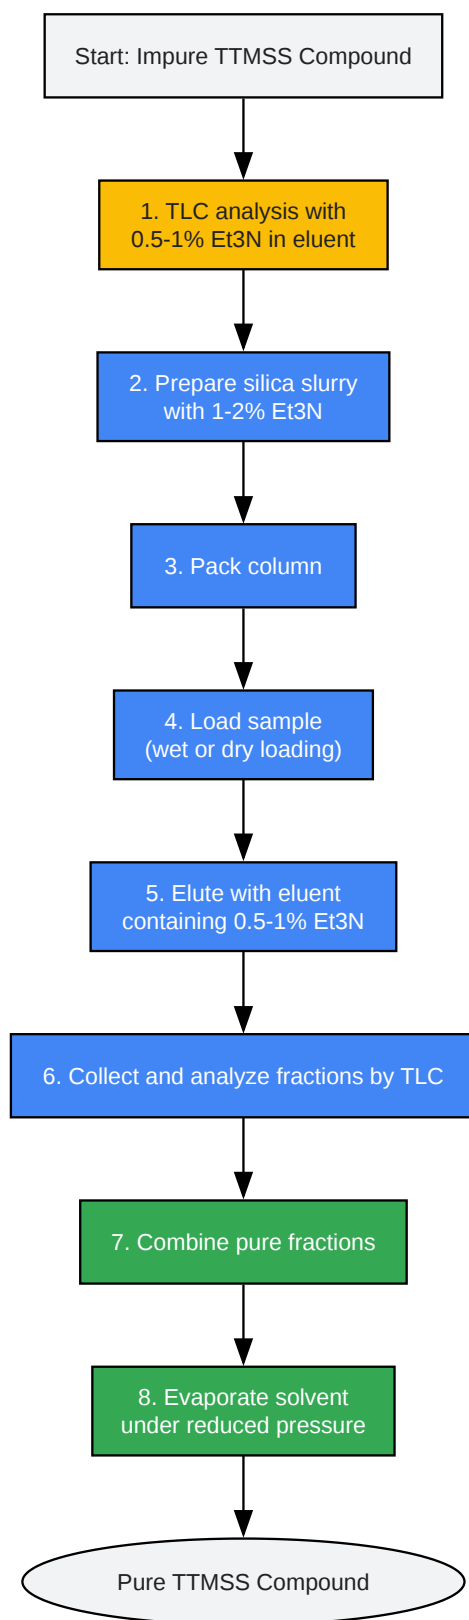 Start: Impure TTMSS Compound
1. TLC analysis with
0.5-1% Et3N in eluent
2. Prepare silica slurry
with 1-2% Et3N
3. Pack column
4. Load sample
(wet or dry loading)
5. Elute with eluent
containing 0.5-1% Et3N
6. Collect and analyze fractions by TLC
7. Combine pure fractions
8. Evaporate solvent
under reduced pressure
Pure TTMSS Compound